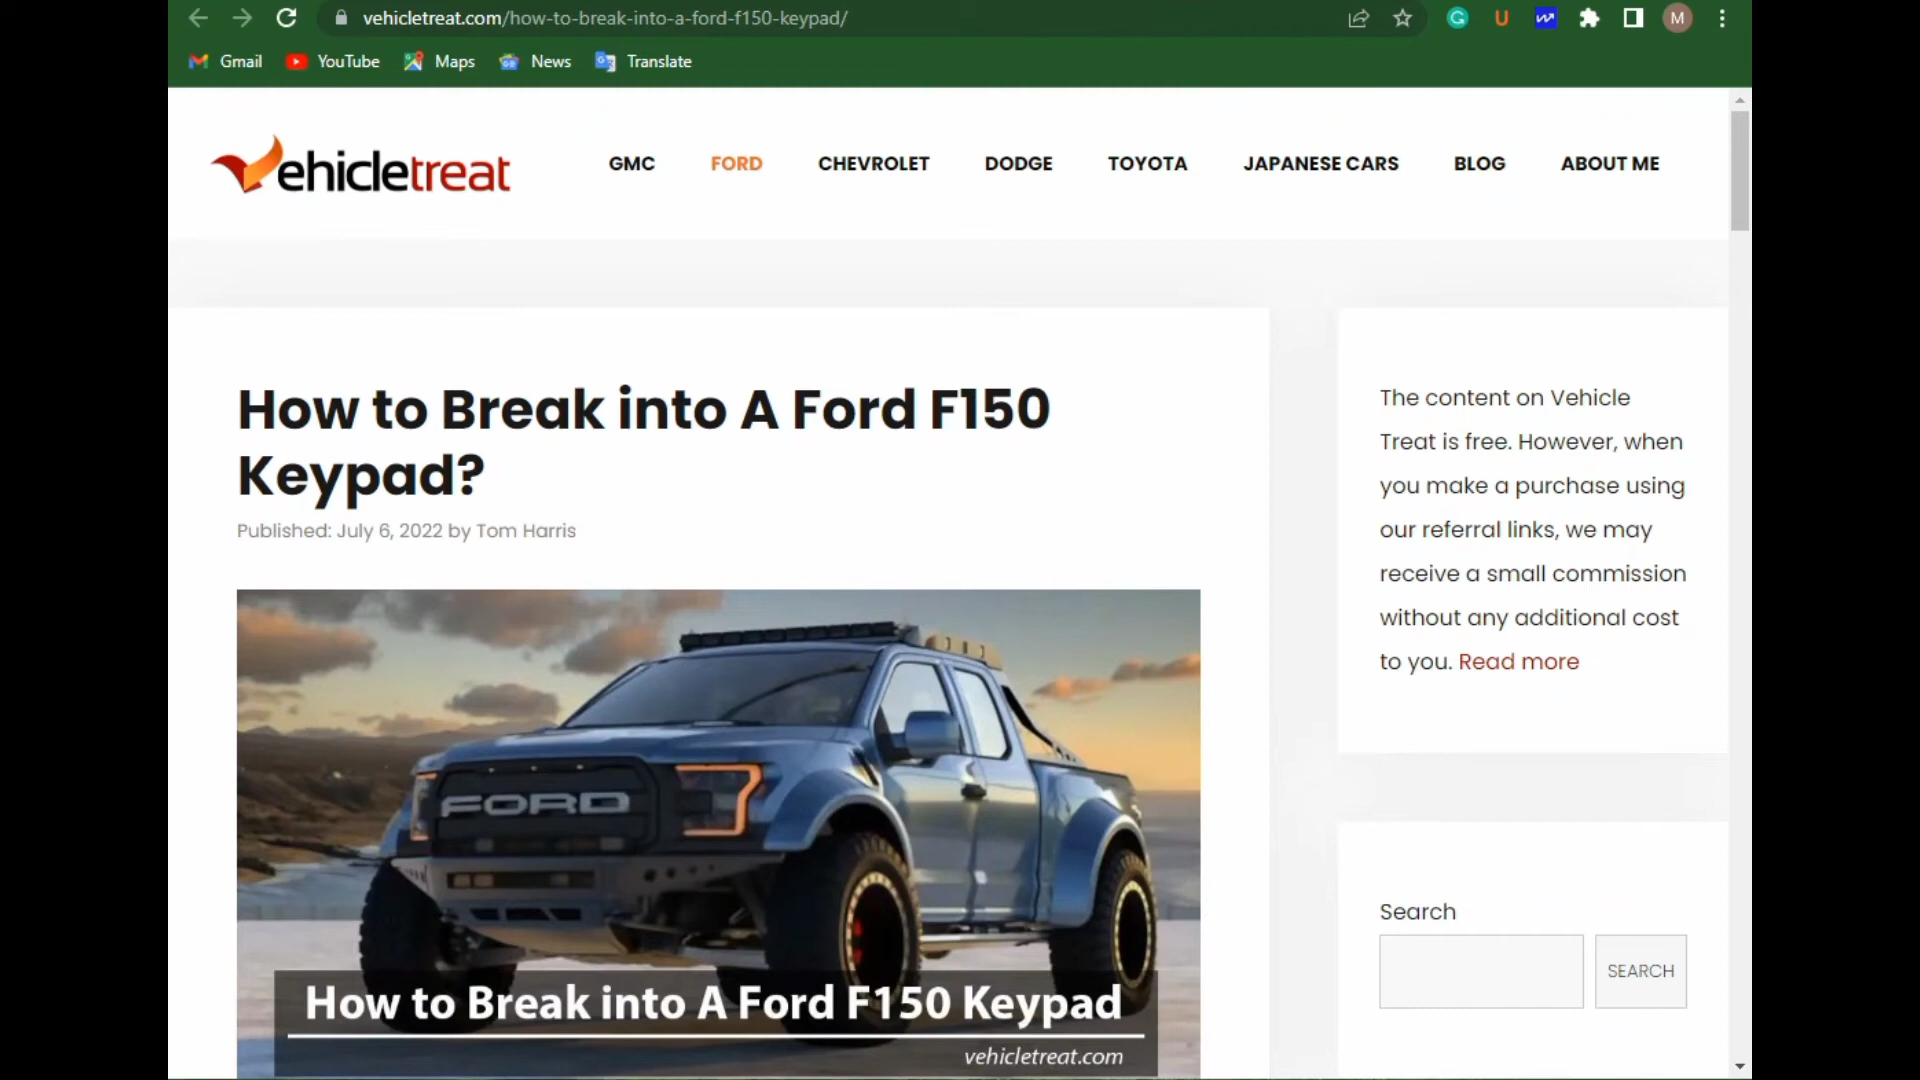 vehicletreat.com/how-to-break-into-a-ford-f150-keypad/
M
Gmail
YouTube
Maps
News
Translate
ehicletreat
GMC
FORD
CHEVROLET
DODGE
TOYOTA
JAPANESE CARS
BLOG
ABOUT ME
How to Break into A Ford F150
Keypad?
Published: July 6, 2022 by Tom Harris
FORD
How to Break into A Ford F150 Keypad
vehicletreat.com
The content on Vehicle
Treat is free. However, when
you make a purchase using
our referral links, we may
receive a small commission
without any additional cost
to you. Read more
Search
SEARCH